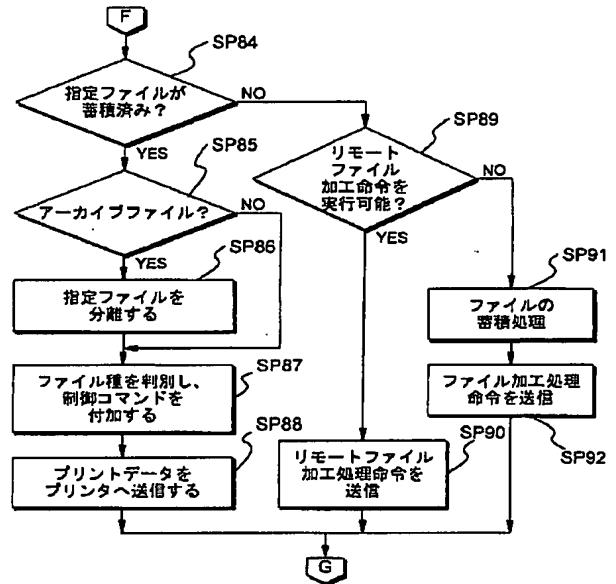 F
SP84
指定ファイルが
蓄積済み？
NO
YES
SP85
アーカイブファイル？
NO
YES
SP86
指定ファイルを
分離する
SP87
ファイル種を判別し、
制御コマンドを
付加する
SP88
プリントデータを
プリンタへ送信する
SP89
リモート
ファイル
加工命令を
実行可能？
NO
YES
SP90
リモートファイル
加工処理命令を
送信
SP91
ファイルの
蓄積処理
ファイル加工処理
命令を送信
SP92
G